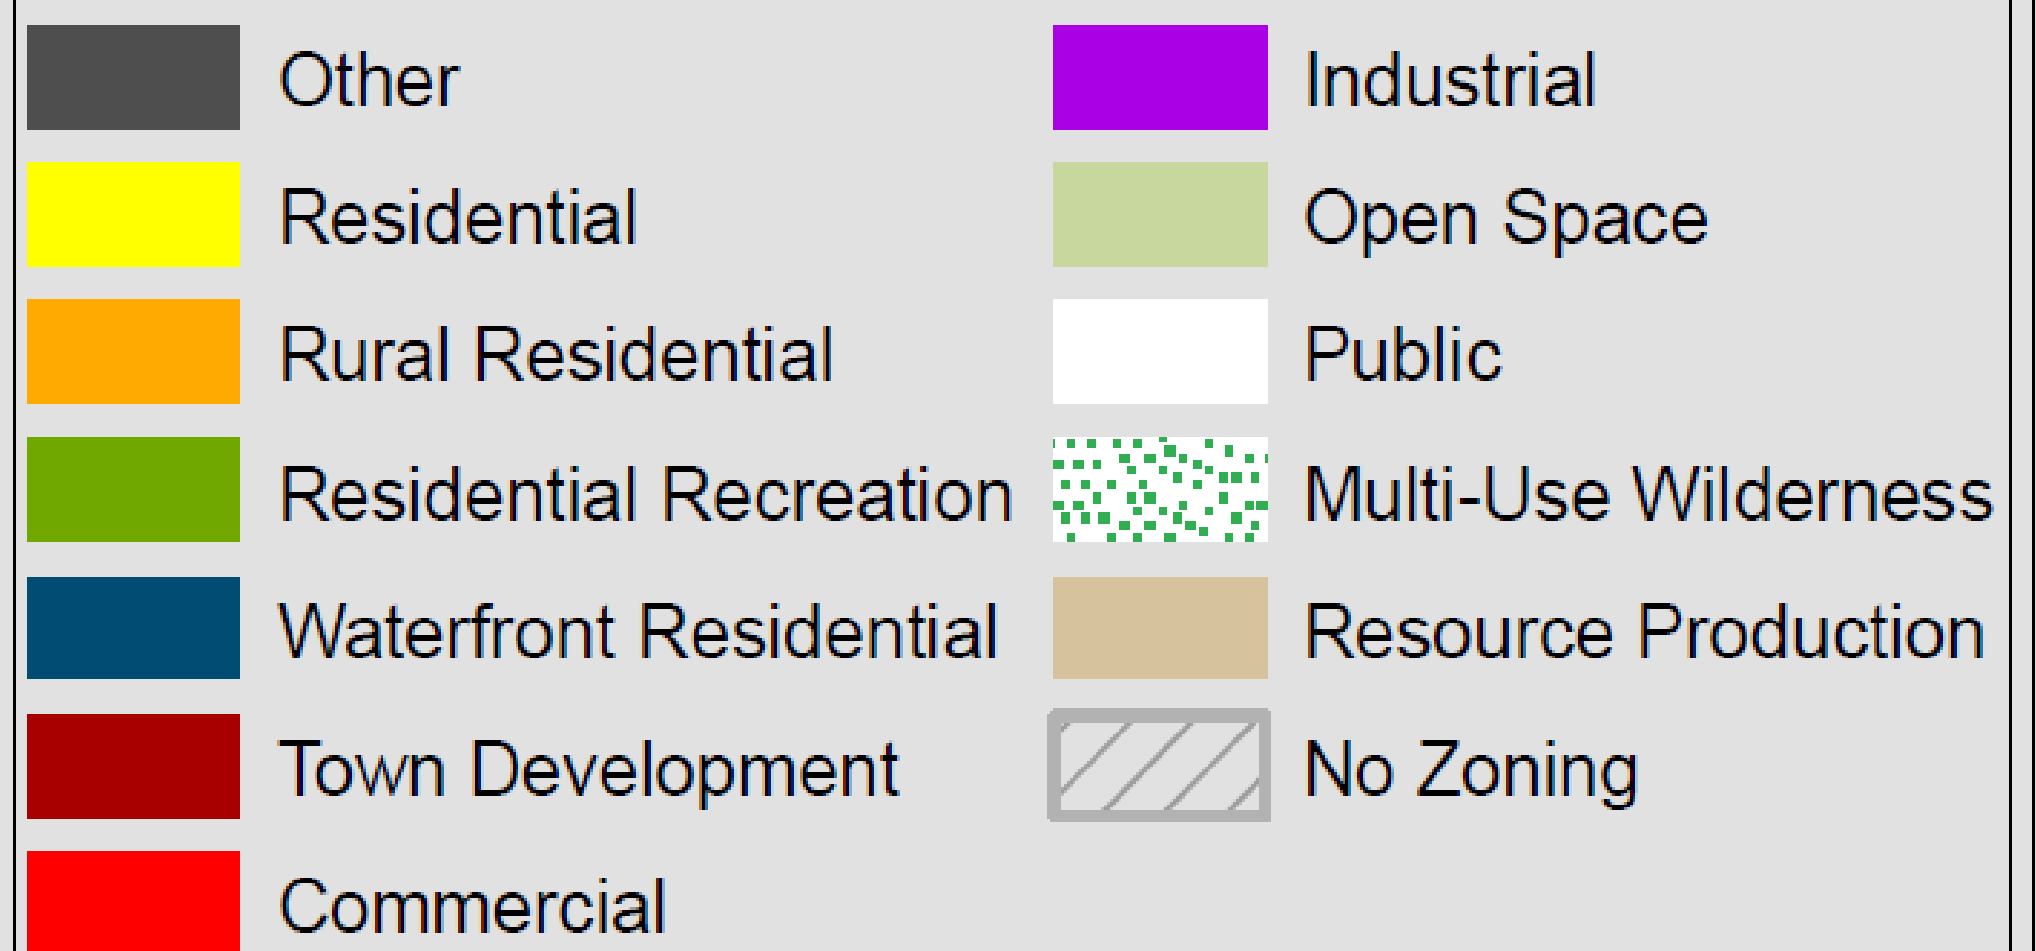 Other
Residential
Rural Residential
Residential Recreation
Waterfront Residential
Town Development
Commercial
Industrial
Open Space
Public
Multi-Use Wilderness
Resource Production
No Zoning